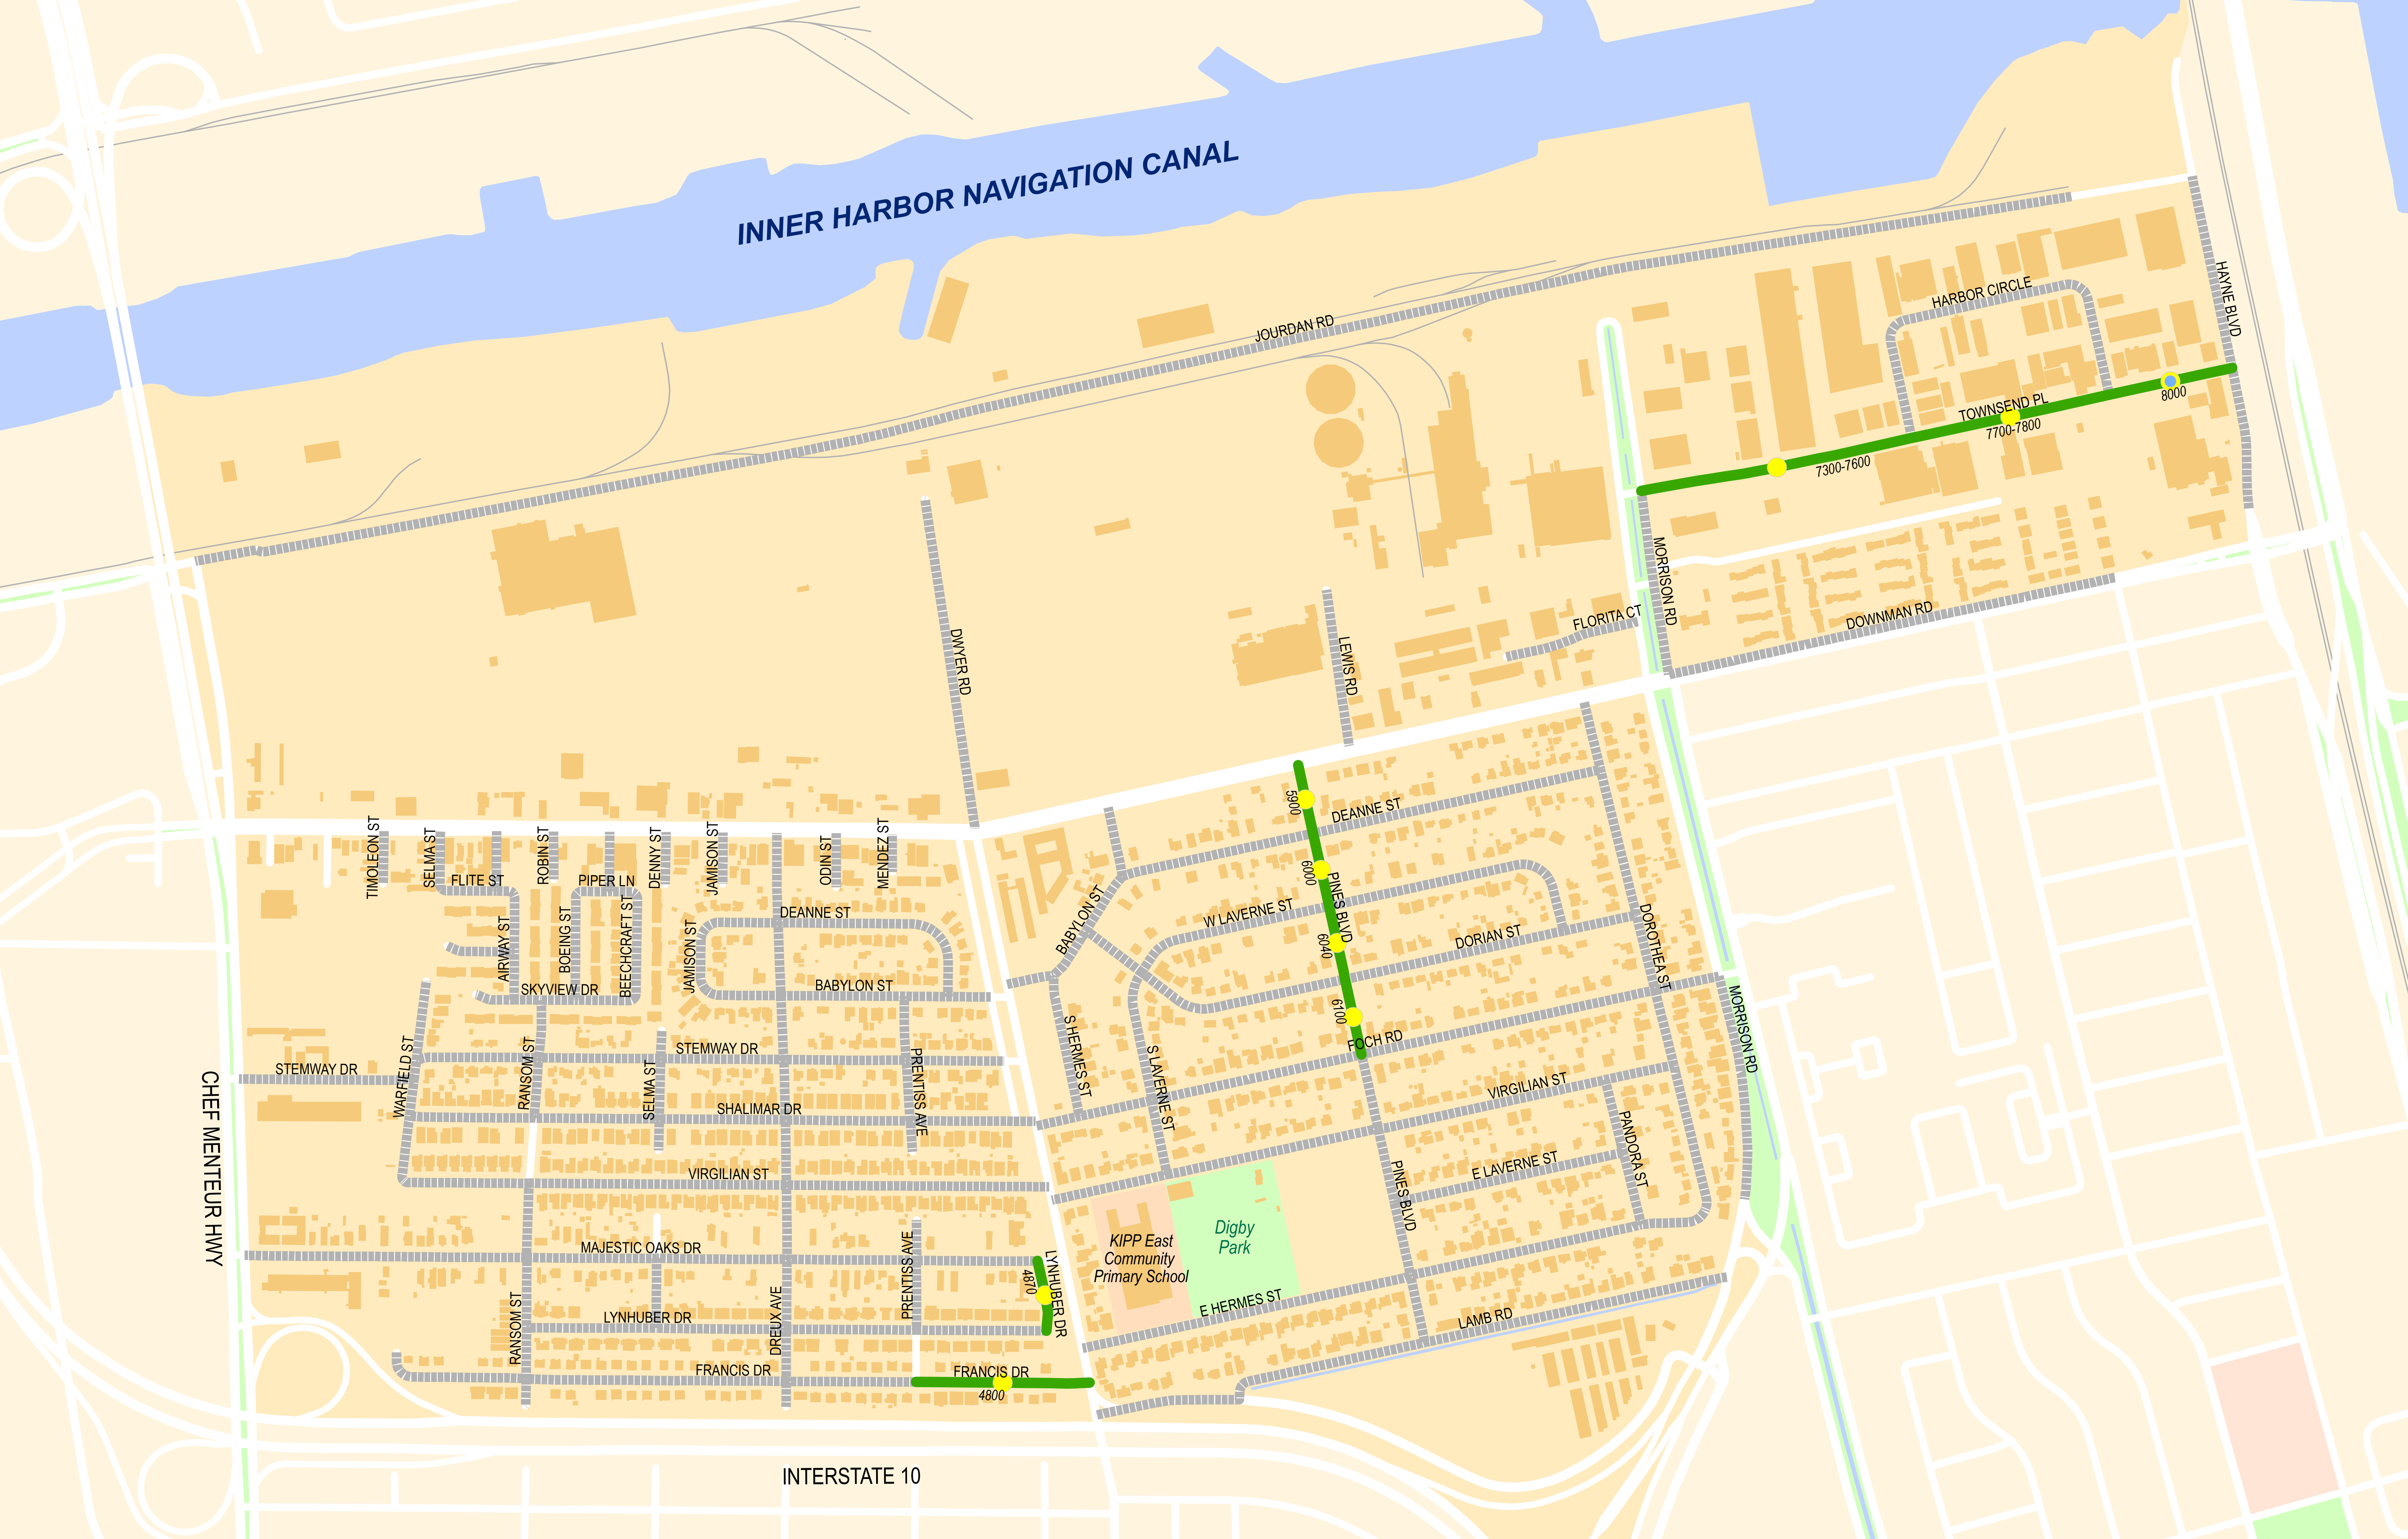 INNER HARBOR NAVIGATION CANAL
HAYNE BLVD
HARBOR CIRCLE
JOURDAN RD
TOWNSEND PL
8000
7700-7800
7300-7600
MORRISON RD
DOWNMAN RD
FLORITA CT
DWYER RD
LEWIS RD
5900
DEANNE ST
TIMOLEON ST
SELMA ST
ROBIN ST
DENNY ST
JAMISON ST
ODIN ST
MENDEZ ST
FLITE ST
PIPER LN
6000
PINES BLVD
BABYLON ST
W LAVERNE ST
DEANNE ST
AIRWAY ST
BOEING ST
BEECHCRAFT ST
JAMISON ST
6040
DORIAN ST
DOROTHEA ST
SKYVIEW DR
BABYLON ST
6100
MORRISON RD
S HERMES ST
FOCH RD
STEMWAY DR
STEMWAY DR
WARFIELD ST
RANSOM ST
SELMA ST
PRENTISS AVE
S LAVERNE ST
VIRGILIAN ST
SHALIMAR DR
PANDORA ST
CHEF MENTEUR HWY
VIRGILIAN ST
E LAVERNE ST
PINES BLVD
Digby
Park
KIPP East
Community
Primary School
MAJESTIC OAKS DR
PRENTISS AVE
4870
LYNHUBER DR
E HERMES ST
LAMB RD
RANSOM ST
LYNHUBER DR
DREUX AVE
FRANCIS DR
FRANCIS DR
4800
INTERSTATE 10